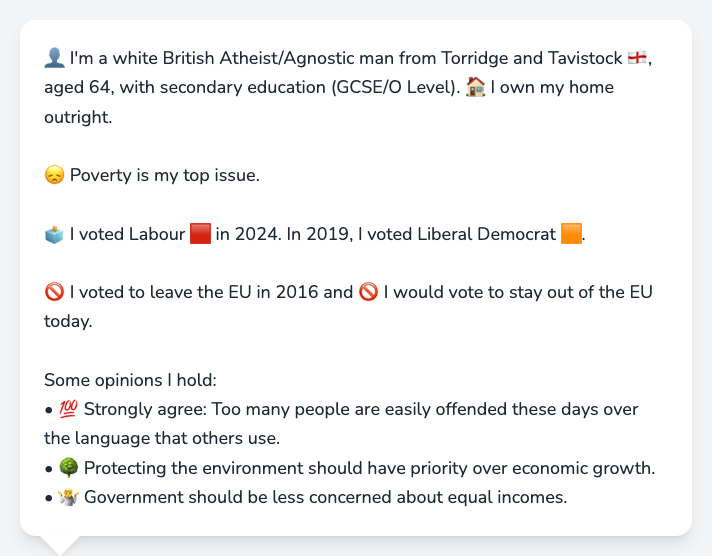 👤 I'm a white British Atheist/Agnostic man from Torridge and Tavistock 🏴󠁧󠁢󠁥󠁮󠁧󠁿,
aged 64, with secondary education (GCSE/O Level). 🏠 I own my home
outright.
😞 Poverty is my top issue.
🗳️ I voted Labour 🟥 in 2024. In 2019, I voted Liberal Democrat 🟧.
🚫 I voted to leave the EU in 2016 and 🚫 I would vote to stay out of the EU
today.
Some opinions I hold:
• 💯 Strongly agree: Too many people are easily offended these days over
the language that others use.
• 🌳 Protecting the environment should have priority over economic growth.
• 🤷 Government should be less concerned about equal incomes.